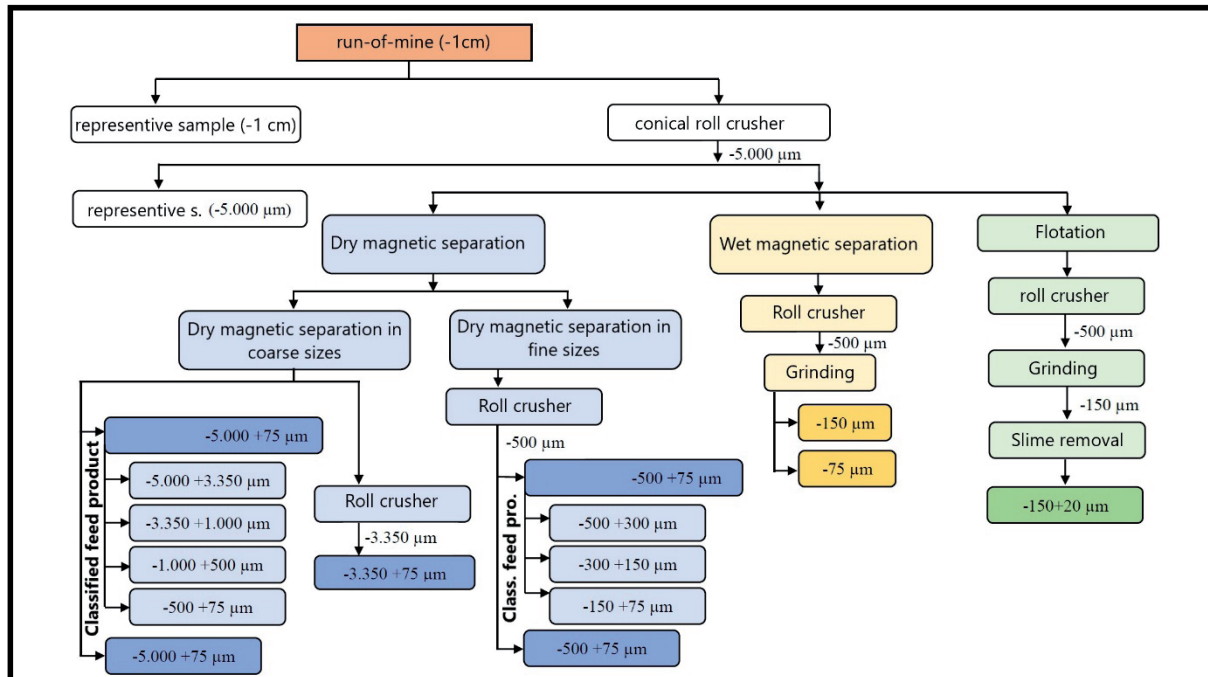 run-of-mine (-1cm)
representive sample (-1 cm)
conical roll crusher
-5.000 µm
representive s. (-5.000 µm)
Dry magnetic separation
Wet magnetic separation
Flotation
Dry magnetic separation in
coarse sizes
Dry magnetic separation in
fine sizes
Roll crusher
-500 µm
Grinding
-150 µm
-75 µm
roll crusher
-500 µm
Grinding
-150 µm
Slime removal
-150+20 µm
Classified feed product
-5.000 +75 µm
-5.000 +3.350 µm
-3.350 +1.000 µm
-1.000 +500 µm
-500 +75 µm
-5.000 +75 µm
Roll crusher
-3.350 µm
-3.350 +75 µm
Roll crusher
-500 µm
Class. feed pro.
-500 +75 µm
-500 +300 µm
-300 +150 µm
-150 +75 µm
-500 +75 µm